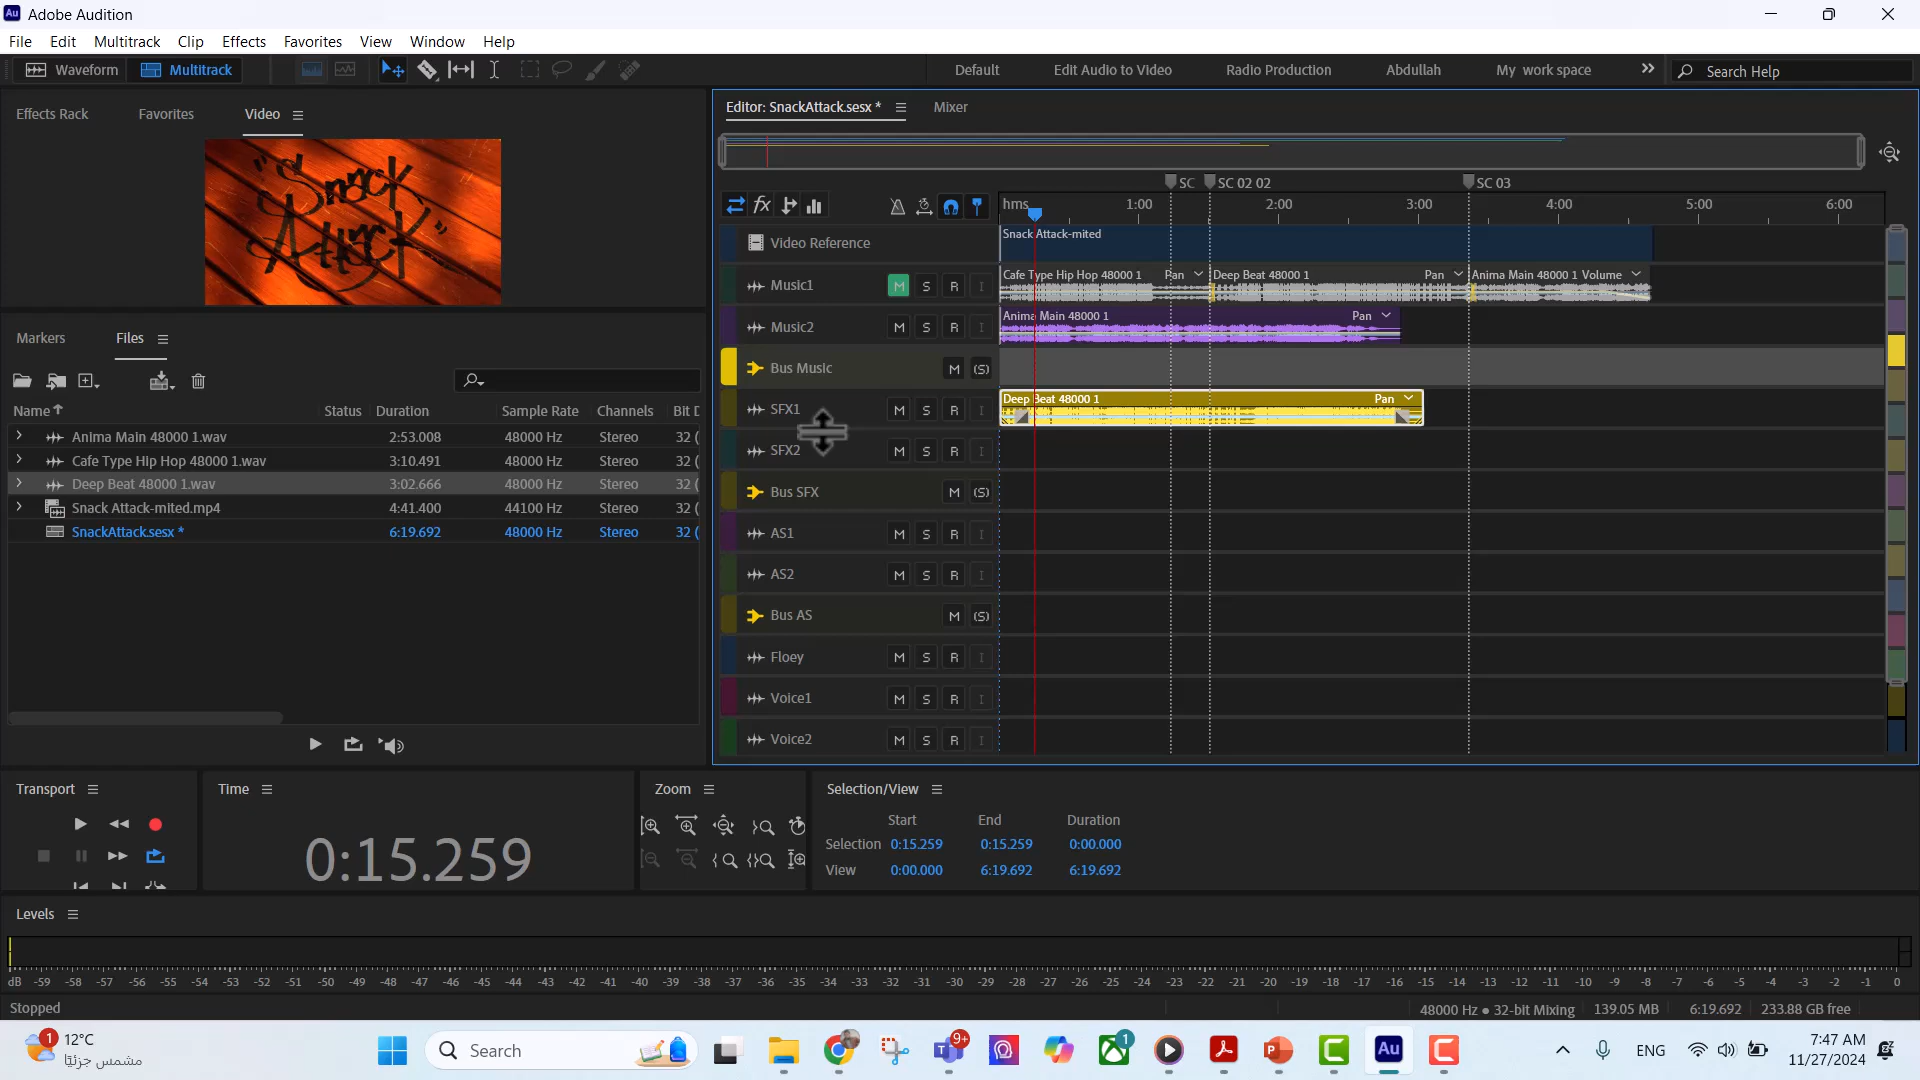 Adobe Audition
File Edit Multitrack Clip Effects Favorites View Window Help
Waveform Multitrack Default Edit Audio to Video Radio Production Abdullah My work space Search Help
Effects Rack Favorites Video
"Snack Attack"
Editor: SnackAttack.sesx * Mixer
SC SC 02 02 SC 03
hms 1:00 2:00 3:00 4:00 5:00 6:00
Video Reference Snack Attack-mited
Music1 M S R I Cafe Type Hip Hop 48000 1 Pan Deep Beat 48000 1 Pan Anima Main 48000 1 Volume
Music2 M S R I Anima Main 48000 1 Pan
Bus Music M (S)
SFX1 M S R I Deep Beat 48000 1 Pan
SFX2 M S R I
Bus SFX M (S)
AS1 M S R I
AS2 M S R I
Bus AS M (S)
Floey M S R I
Voice1 M S R I
Voice2 M S R I
Markers Files
Name Status Duration Sample Rate Channels Bit D
Anima Main 48000 1.wav 2:53.008 48000 Hz Stereo 32 (
Cafe Type HIp Hop 48000 1.wav 3:10.491 48000 Hz Stereo 32 (
Deep Beat 48000 1.wav 3:02.666 48000 Hz Stereo 32 (
Snack Attack-mited.mp4 4:41.400 44100 Hz Stereo 32 (
SnackAttack.sesx * 6:19.692 48000 Hz Stereo 32 (
Transport Time Zoom Selection/View
0:15.259
Start End Duration
Selection 0:15.259 0:15.259 0:00.000
View 0:00.000 6:19.692 6:19.692
Levels
dB -59 -58 -57 -56 -55 -54 -53 -52 -51 -50 -49 -48 -47 -46 -45 -44 -43 -42 -41 -40 -39 -38 -37 -36 -35 -34 -33 -32 -31 -30 -29 -28 -27 -26 -25 -24 -23 -22 -21 -20 -19 -18 -17 -16 -15 -14 -13 -12 -11 -10 -9 -8 -7 -6 -5 -4 -3 -2 -1 0
Stopped 48000 Hz ● 32-bit Mixing 139.05 MB 6:19.692 233.88 GB free
1 12°C
مشمس جزئيًا
Search 9+ 1 Au ENG
7:47 AM
11/27/2024